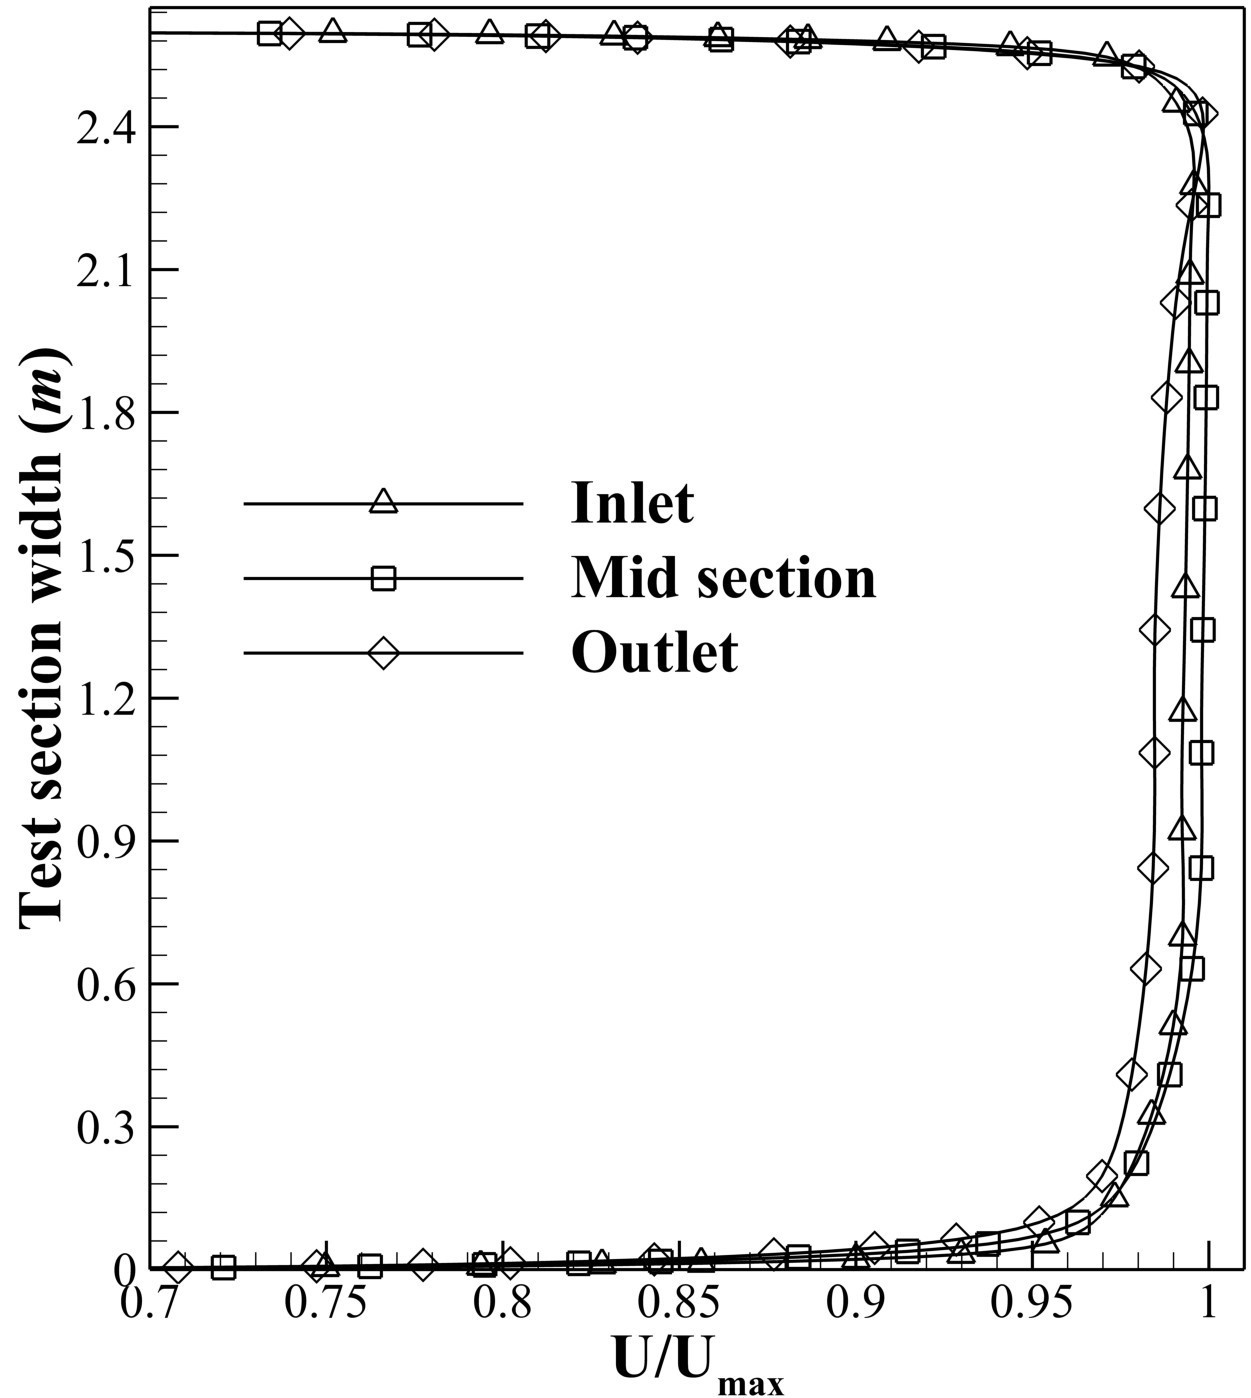 2.4
2.1
1.8
1.5
1.2
0.9
0.6
0.3
0
Test section width (m)
Inlet
Mid section
Outlet
0.7 0.75 0.8 0.85 0.9 0.95 1
U/Umax